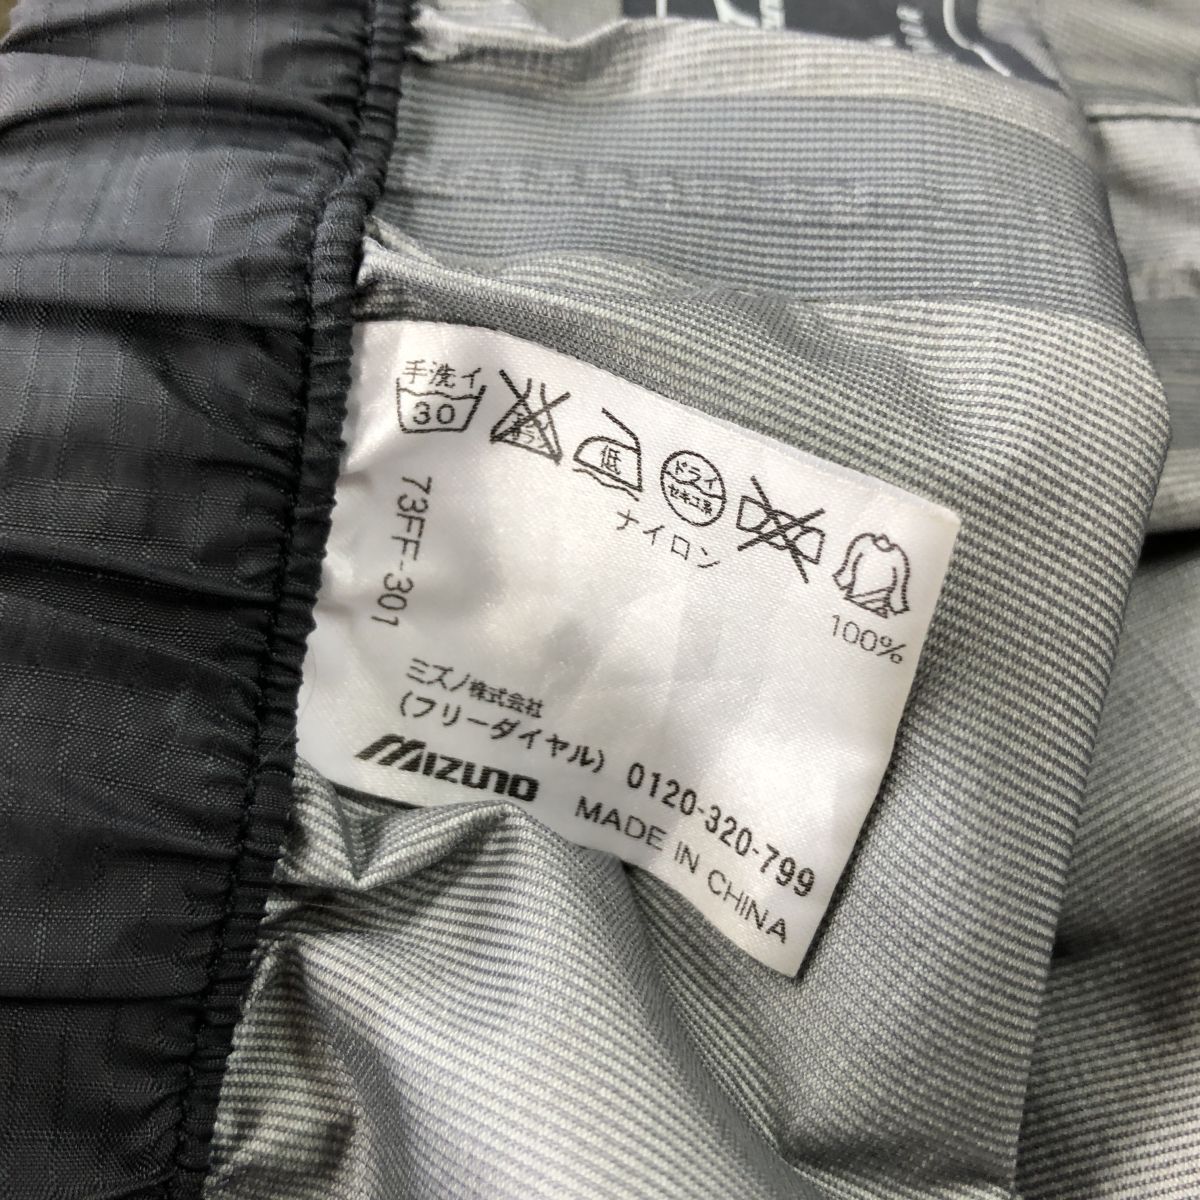 手洗イ
30
低
ドライ
セキユ系
ナイロン
100%
73FF-301
ミズノ株式会社
(フリーダイヤル) 0120-320-799
MIZUNO MADE IN CHINA